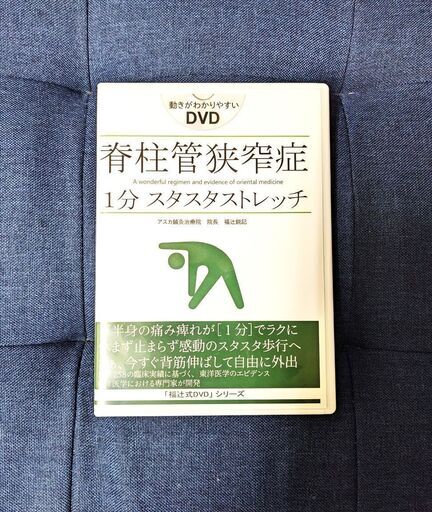 動きがわかりやすい
DVD
脊柱管狭窄症
A wonderful regimen and evidence of oriental medicine
1分 スタスタストレッチ
アスカ鍼灸治療院 院長 福辻鋭記
半身の痛み痺れが[1分]でラクに
まず止まらず感動のスタスタ歩行へ
、今すぐ背筋伸ばして自由に外出
の臨床実績に基づく、東洋医学のエビデンス
医学における専門家が開発
「福辻式DVD」シリーズ